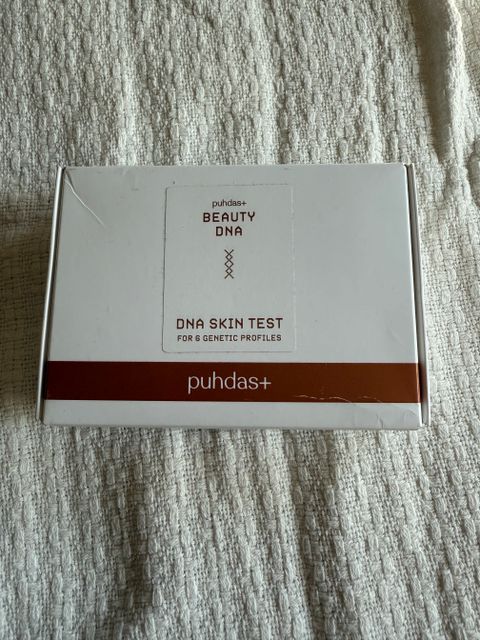 puhdas+
BEAUTY
DNA
DNA SKIN TEST
FOR 6 GENETIC PROFILES
puhdas+